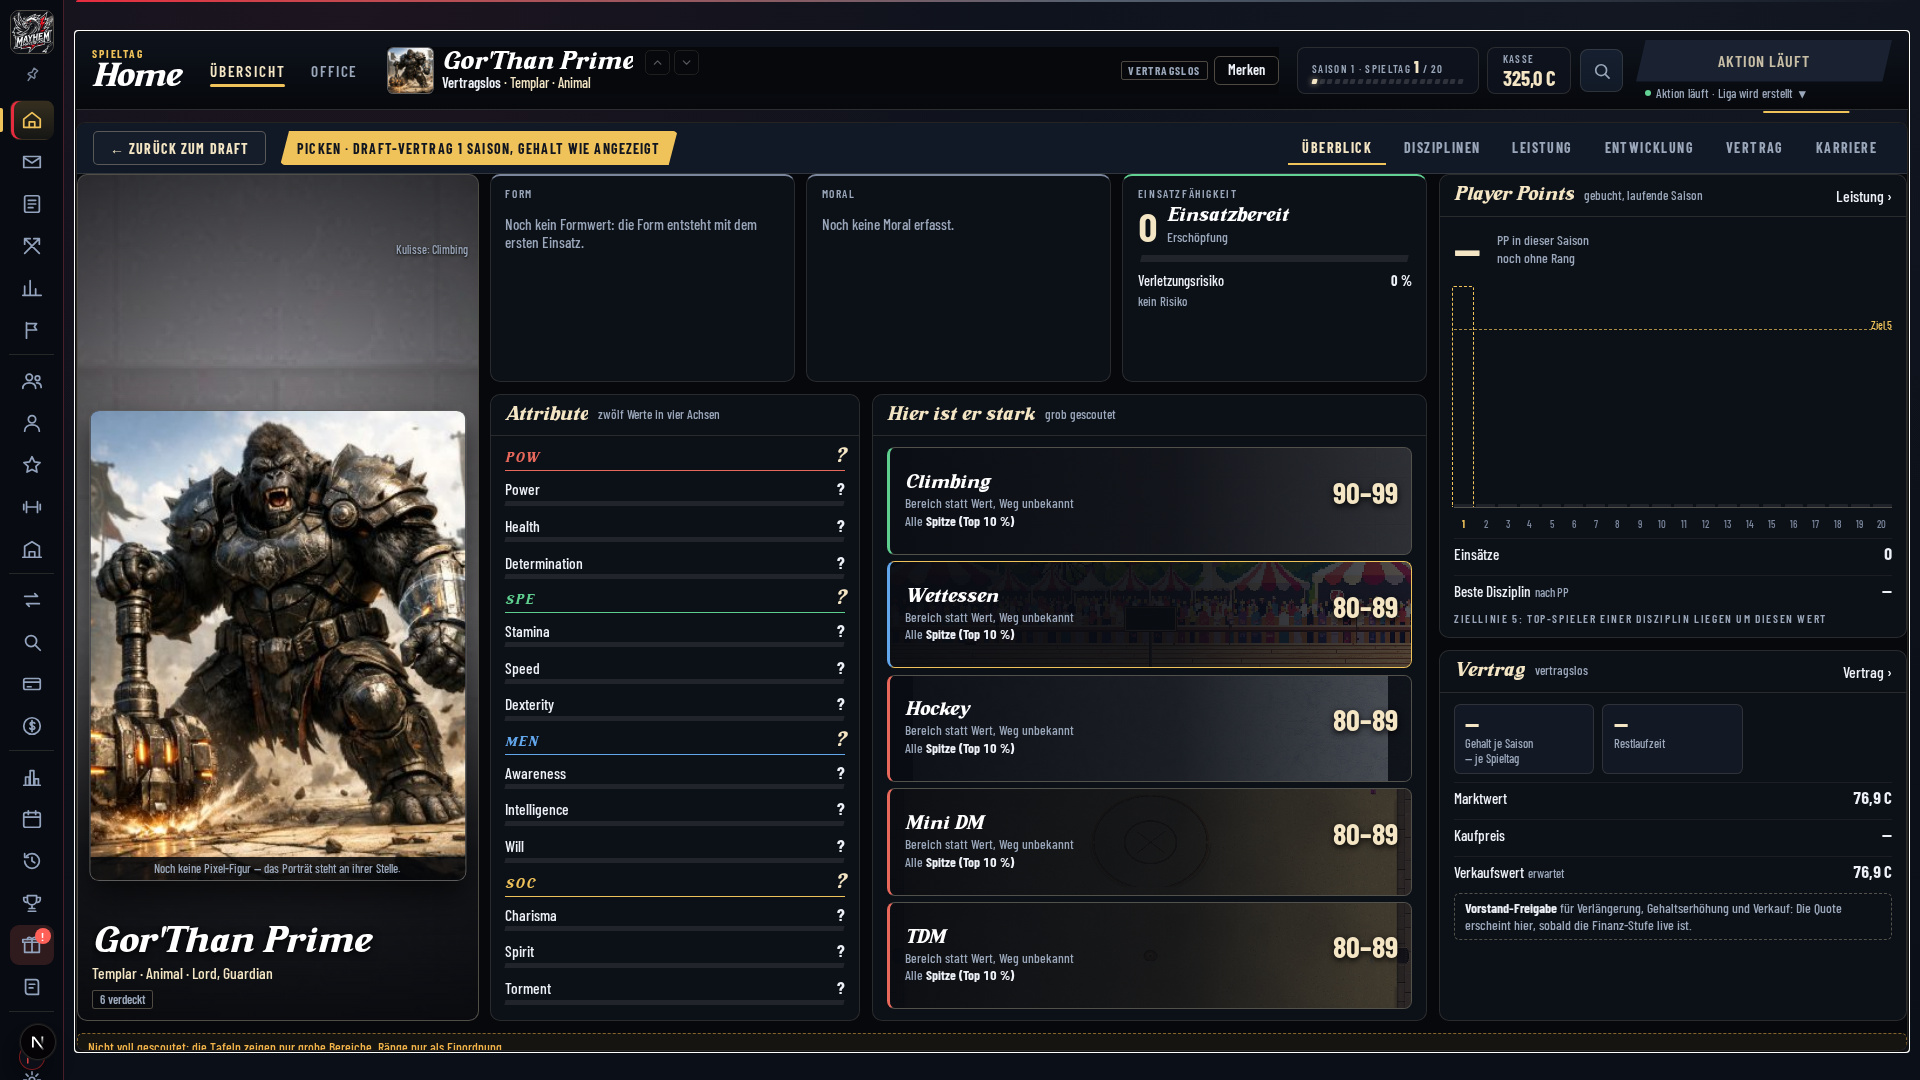 MAYHEM
SPIELTAG
Home
ÜBERSICHT
OFFICE
Gor'Than Prime
Vertragslos · Templar · Animal
VERTRAGSLOS
Merken
SAISON 1 · SPIELTAG 1 / 20
KASSE
325,0 C
AKTION LÄUFT
Aktion läuft · Liga wird erstellt ▼
← ZURÜCK ZUM DRAFT
PICKEN · DRAFT-VERTRAG 1 SAISON, GEHALT WIE ANGEZEIGT
ÜBERBLICK
DISZIPLINEN
LEISTUNG
ENTWICKLUNG
VERTRAG
KARRIERE
Kulisse: Climbing
Noch keine Pixel-Figur — das Porträt steht an ihrer Stelle.
Gor'Than Prime
Templar · Animal · Lord, Guardian
6 verdeckt
FORM
Noch kein Formwert: die Form entsteht mit dem
ersten Einsatz.
MORAL
Noch keine Moral erfasst.
EINSATZFÄHIGKEIT
0 Einsatzbereit
Erschöpfung
Verletzungsrisiko 0 %
kein Risiko
Attribute zwölf Werte in vier Achsen
POW ?
Power ?
Health ?
Determination ?
SPE ?
Stamina ?
Speed ?
Dexterity ?
MEN ?
Awareness ?
Intelligence ?
Will ?
SOC ?
Charisma ?
Spirit ?
Torment ?
Hier ist er stark grob gescoutet
Climbing
Bereich statt Wert, Weg unbekannt
Alle Spitze (Top 10 %)
90–99
Wettessen
Bereich statt Wert, Weg unbekannt
Alle Spitze (Top 10 %)
80–89
Hockey
Bereich statt Wert, Weg unbekannt
Alle Spitze (Top 10 %)
80–89
Mini DM
Bereich statt Wert, Weg unbekannt
Alle Spitze (Top 10 %)
80–89
TDM
Bereich statt Wert, Weg unbekannt
Alle Spitze (Top 10 %)
80–89
Player Points gebucht, laufende Saison
Leistung ›
— PP in dieser Saison
noch ohne Rang
Ziel 5
1 2 3 4 5 6 7 8 9 10 11 12 13 14 15 16 17 18 19 20
Einsätze 0
Beste Disziplin nach PP –
ZIELLINIE 5: TOP-SPIELER EINER DISZIPLIN LIEGEN UM DIESEN WERT
Vertrag vertragslos
Vertrag ›
—
Gehalt je Saison
— je Spieltag
—
Restlaufzeit
Marktwert 76,9 C
Kaufpreis –
Verkaufswert erwartet 76,9 C
Vorstand-Freigabe für Verlängerung, Gehaltserhöhung und Verkauf: Die Quote
erscheint hier, sobald die Finanz-Stufe live ist.
Nicht voll gescoutet: die Tafeln zeigen nur grobe Bereiche, Ränge nur als Einordnung.
!
N